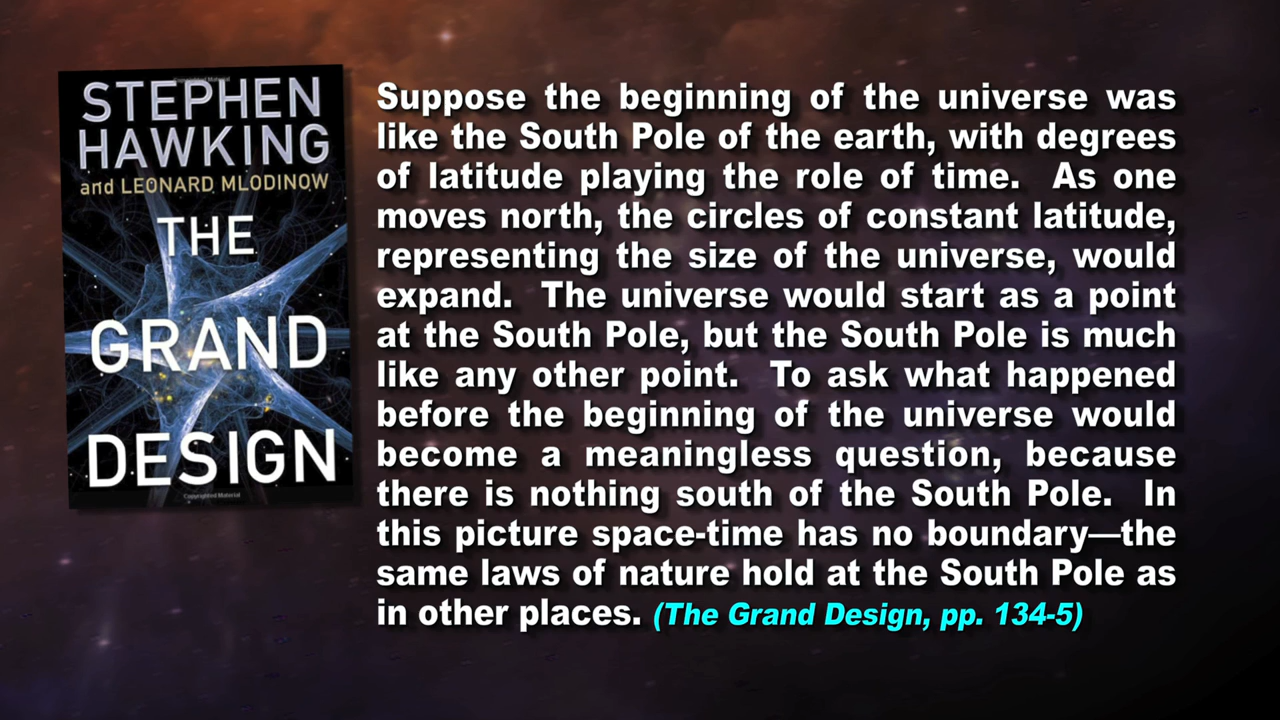 Copyrighted Material
STEPHEN
HAWKING
and LEONARD MLODINOW
THE
GRAND
DESIGN
Copyrighted Material
Suppose the beginning of the universe was
like the South Pole of the earth, with degrees
of latitude playing the role of time. As one
moves north, the circles of constant latitude,
representing the size of the universe, would
expand. The universe would start as a point
at the South Pole, but the South Pole is much
like any other point. To ask what happened
before the beginning of the universe would
become a meaningless question, because
there is nothing south of the South Pole. In
this picture space-time has no boundary—the
same laws of nature hold at the South Pole as
in other places. (The Grand Design, pp. 134-5)